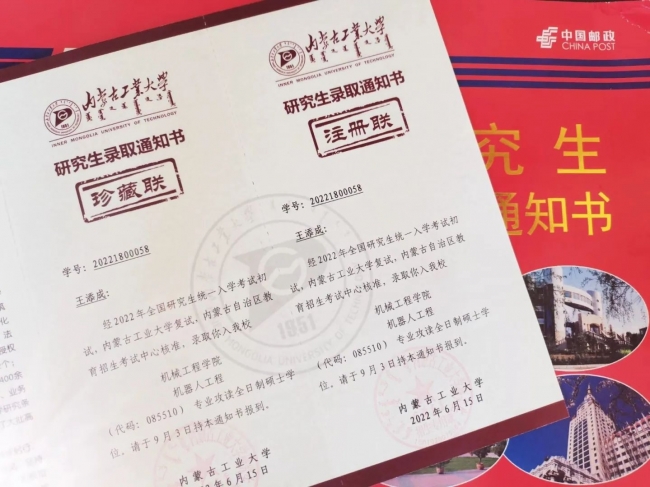 内蒙古工业大学
INNER MONGOLIA UNIVERSITY OF TECHNOLOGY
研究生录取通知书
珍藏联
学号：20221800058
王添成：
经2022年全国研究生统一入学考试初
试，内蒙古工业大学复试，内蒙古自治区教
育招生考试中心核准，录取你入我校
机械工程学院
机器人工程
（代码：085510）专业攻读全日制硕士学
位。请于9月3日持本通知书报到。
内蒙古工业大学
2022年6月15日
内蒙古工业大学
INNER MONGOLIA UNIVERSITY OF TECHNOLOGY
研究生录取通知书
注册联
学号：20221800058
王添成：
经2022年全国研究生统一入学考试初
试，内蒙古工业大学复试，内蒙古自治区教
育招生考试中心核准，录取你入我校
机械工程学院
机器人工程
（代码：085510）专业攻读全日制硕士学
位。请于9月3日持本通知书报到。
内蒙古工业大学
2022年6月15日
中国邮政
CHINA POST
究生
通知书
1951